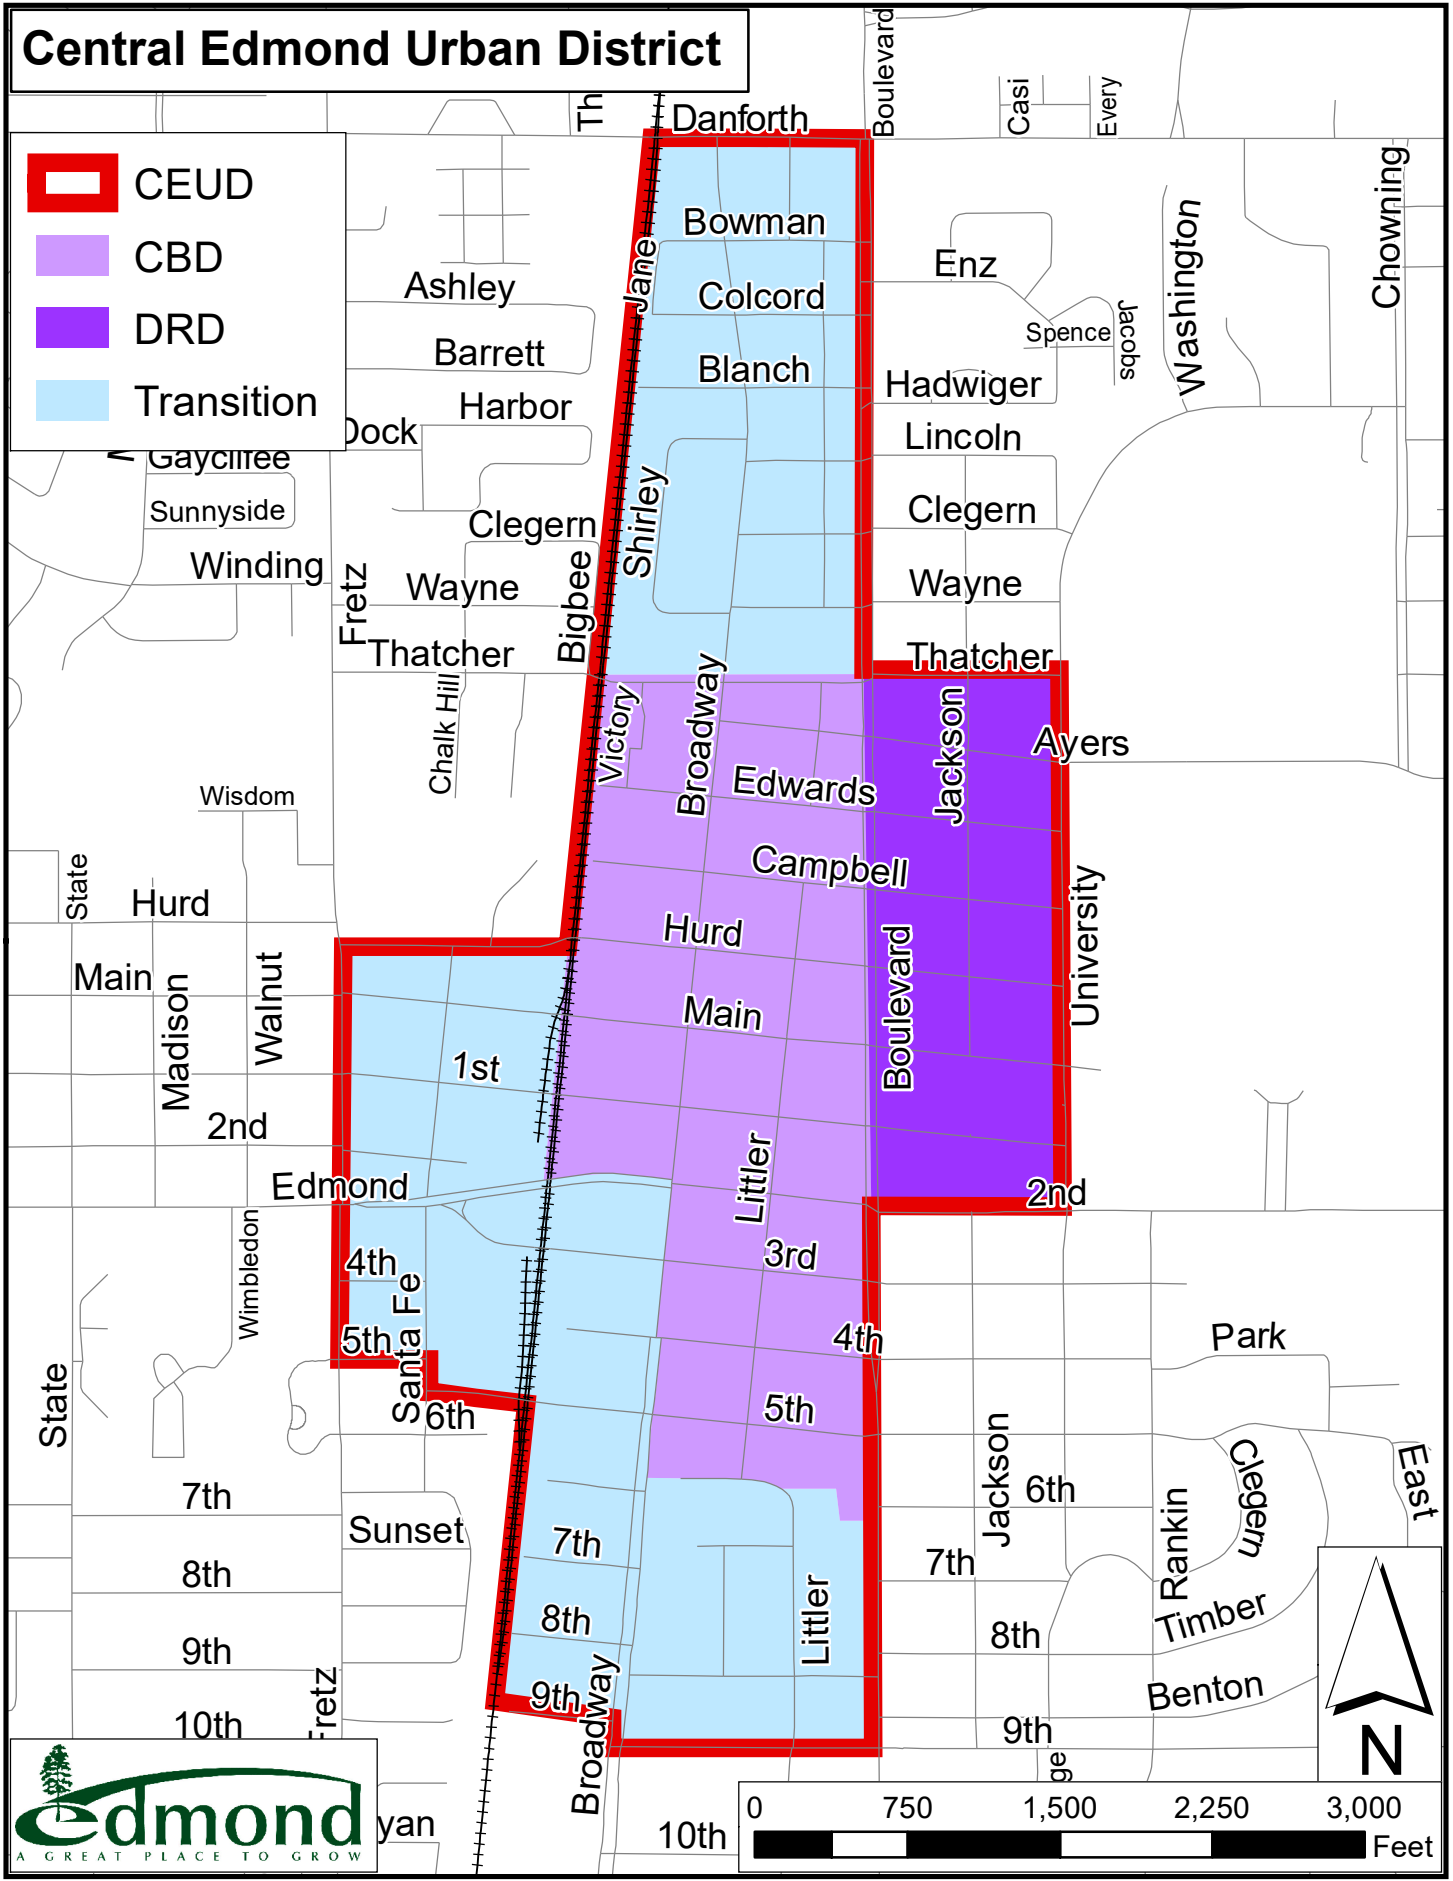 Central Edmond Urban District
CEUD
CBD
DRD
Transition
Th
Danforth
Boulevard
Casi
Every
Chowning
Washington
Bowman
Jane
Enz
Ashley
Colcord
Spence
Jacobs
Barrett
Blanch
Hadwiger
Harbor
Dock
Lincoln
Gaycliffe
Sunnyside
Clegern
Shirley
Clegern
Winding
Fretz
Wayne
Bigbee
Wayne
Thatcher
Thatcher
Chalk Hill
Victory
Broadway
Jackson
Ayers
Edwards
Wisdom
Campbell
State
Hurd
Hurd
University
Main
Madison
Walnut
Main
Boulevard
1st
2nd
Edmond
Littler
2nd
Wimbledon
4th
Santa Fe
3rd
5th
4th
Park
State
6th
5th
Jackson
Clegern
East
7th
6th
Rankin
Sunset
7th
7th
8th
8th
Littler
8th
Timber
9th
Fretz
9th
Broadway
Benton
10th
9th
ge
N
edmond
A GREAT PLACE TO GROW
yan
10th
0 750 1,500 2,250 3,000
Feet